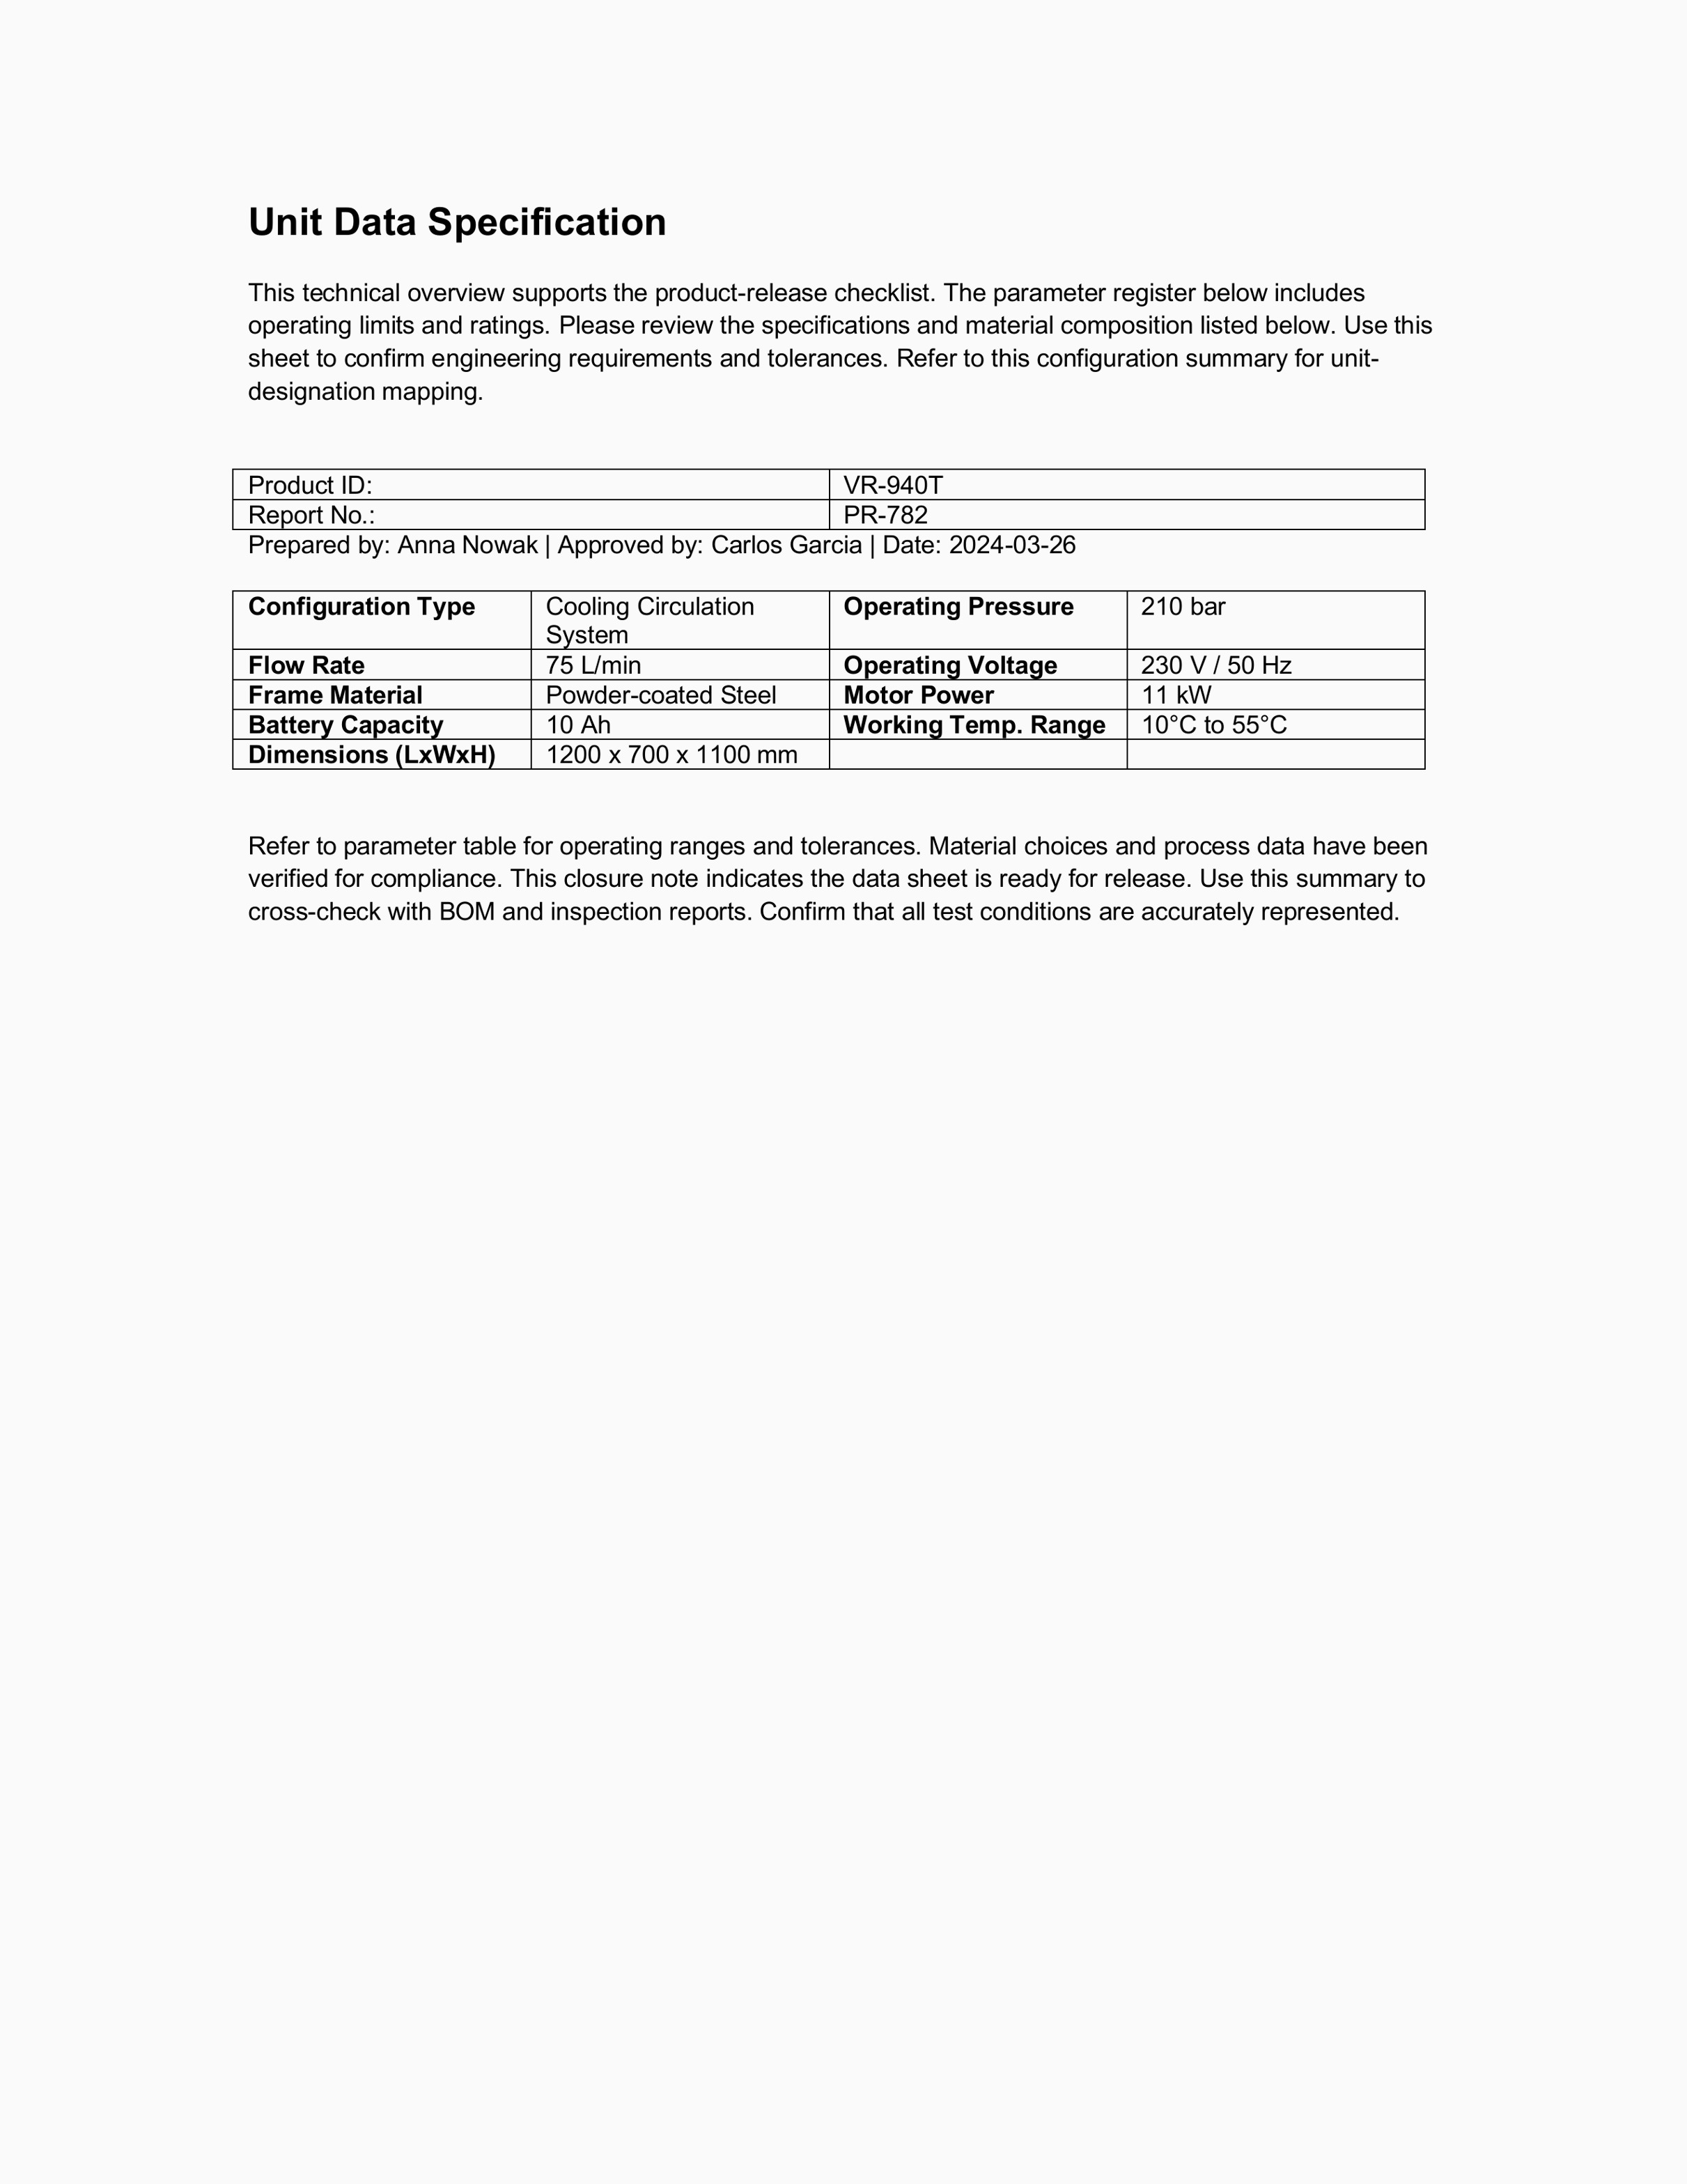 Unit Data Specification
This technical overview supports the product-release checklist. The parameter register below includes
operating limits and ratings. Please review the specifications and material composition listed below. Use this
sheet to confirm engineering requirements and tolerances. Refer to this configuration summary for unit-
designation mapping.
Product ID: VR-940T
Report No.: PR-782
Prepared by: Anna Nowak | Approved by: Carlos Garcia | Date: 2024-03-26
Configuration Type Cooling Circulation Operating Pressure 210 bar
System
Flow Rate 75 L/min Operating Voltage 230 V / 50 Hz
Frame Material Powder-coated Steel Motor Power 11 kW
Battery Capacity 10 Ah Working Temp. Range 10°C to 55°C
Dimensions (LxWxH) 1200 x 700 x 1100 mm
Refer to parameter table for operating ranges and tolerances. Material choices and process data have been
verified for compliance. This closure note indicates the data sheet is ready for release. Use this summary to
cross-check with BOM and inspection reports. Confirm that all test conditions are accurately represented.